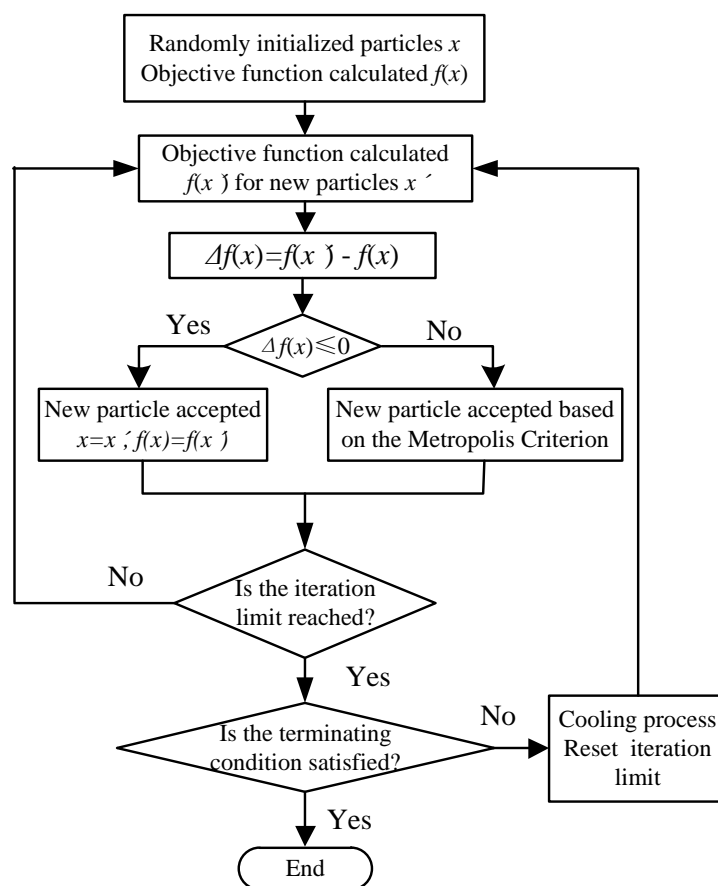 Randomly initialized particles x
Objective function calculated f(x)
Objective function calculated
f(x´) for new particles x´
Δf(x)=f(x´) - f(x)
Yes
Δf(x)≤0
No
New particle accepted
x=x´, f(x)=f(x´)
New particle accepted based
on the Metropolis Criterion
No
Is the iteration
limit reached?
Yes
Is the terminating
condition satisfied?
No
Cooling process
Reset iteration
limit
Yes
End